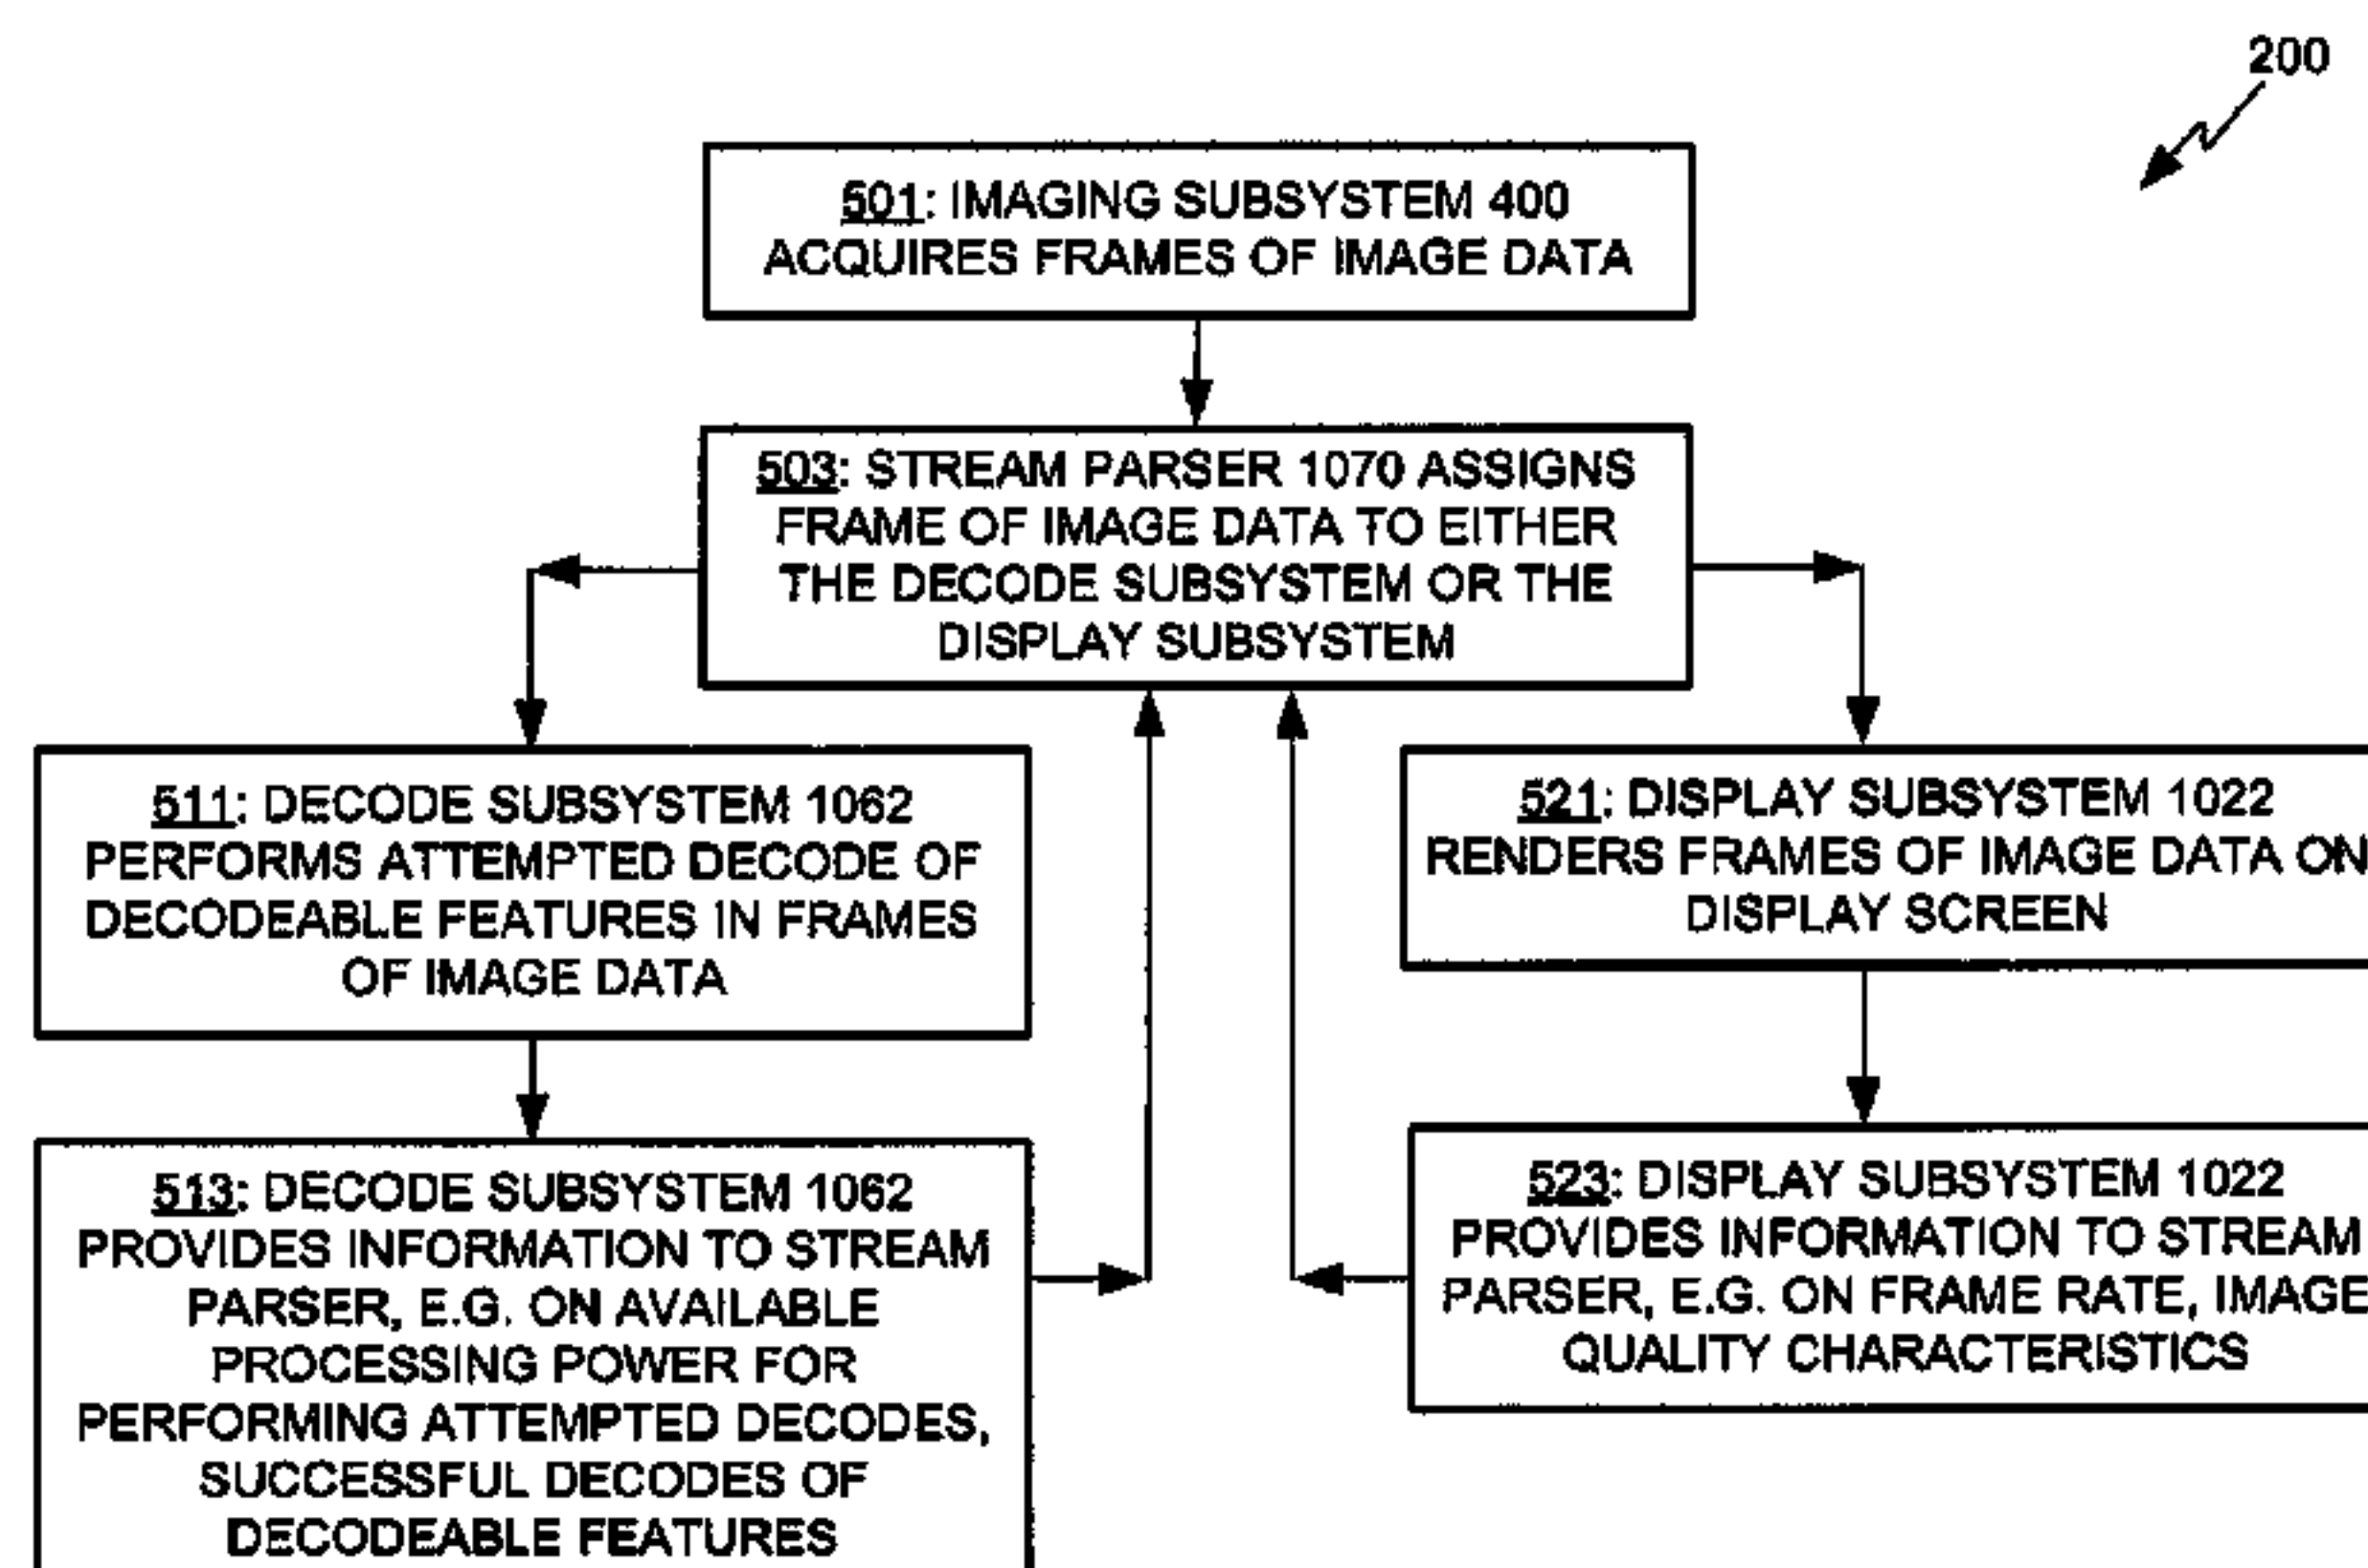 200
501: IMAGING SUBSYSTEM 400
ACQUIRES FRAMES OF IMAGE DATA
503: STREAM PARSER 1070 ASSIGNS
FRAME OF IMAGE DATA TO EITHER
THE DECODE SUBSYSTEM OR THE
DISPLAY SUBSYSTEM
511: DECODE SUBSYSTEM 1062
PERFORMS ATTEMPTED DECODE OF
DECODEABLE FEATURES IN FRAMES
OF IMAGE DATA
521: DISPLAY SUBSYSTEM 1022
RENDERS FRAMES OF IMAGE DATA ON
DISPLAY SCREEN
513: DECODE SUBSYSTEM 1062
PROVIDES INFORMATION TO STREAM
PARSER, E.G. ON AVAILABLE
PROCESSING POWER FOR
PERFORMING ATTEMPTED DECODES,
SUCCESSFUL DECODES OF
DECODEABLE FEATURES
523: DISPLAY SUBSYSTEM 1022
PROVIDES INFORMATION TO STREAM
PARSER, E.G. ON FRAME RATE, IMAGE
QUALITY CHARACTERISTICS